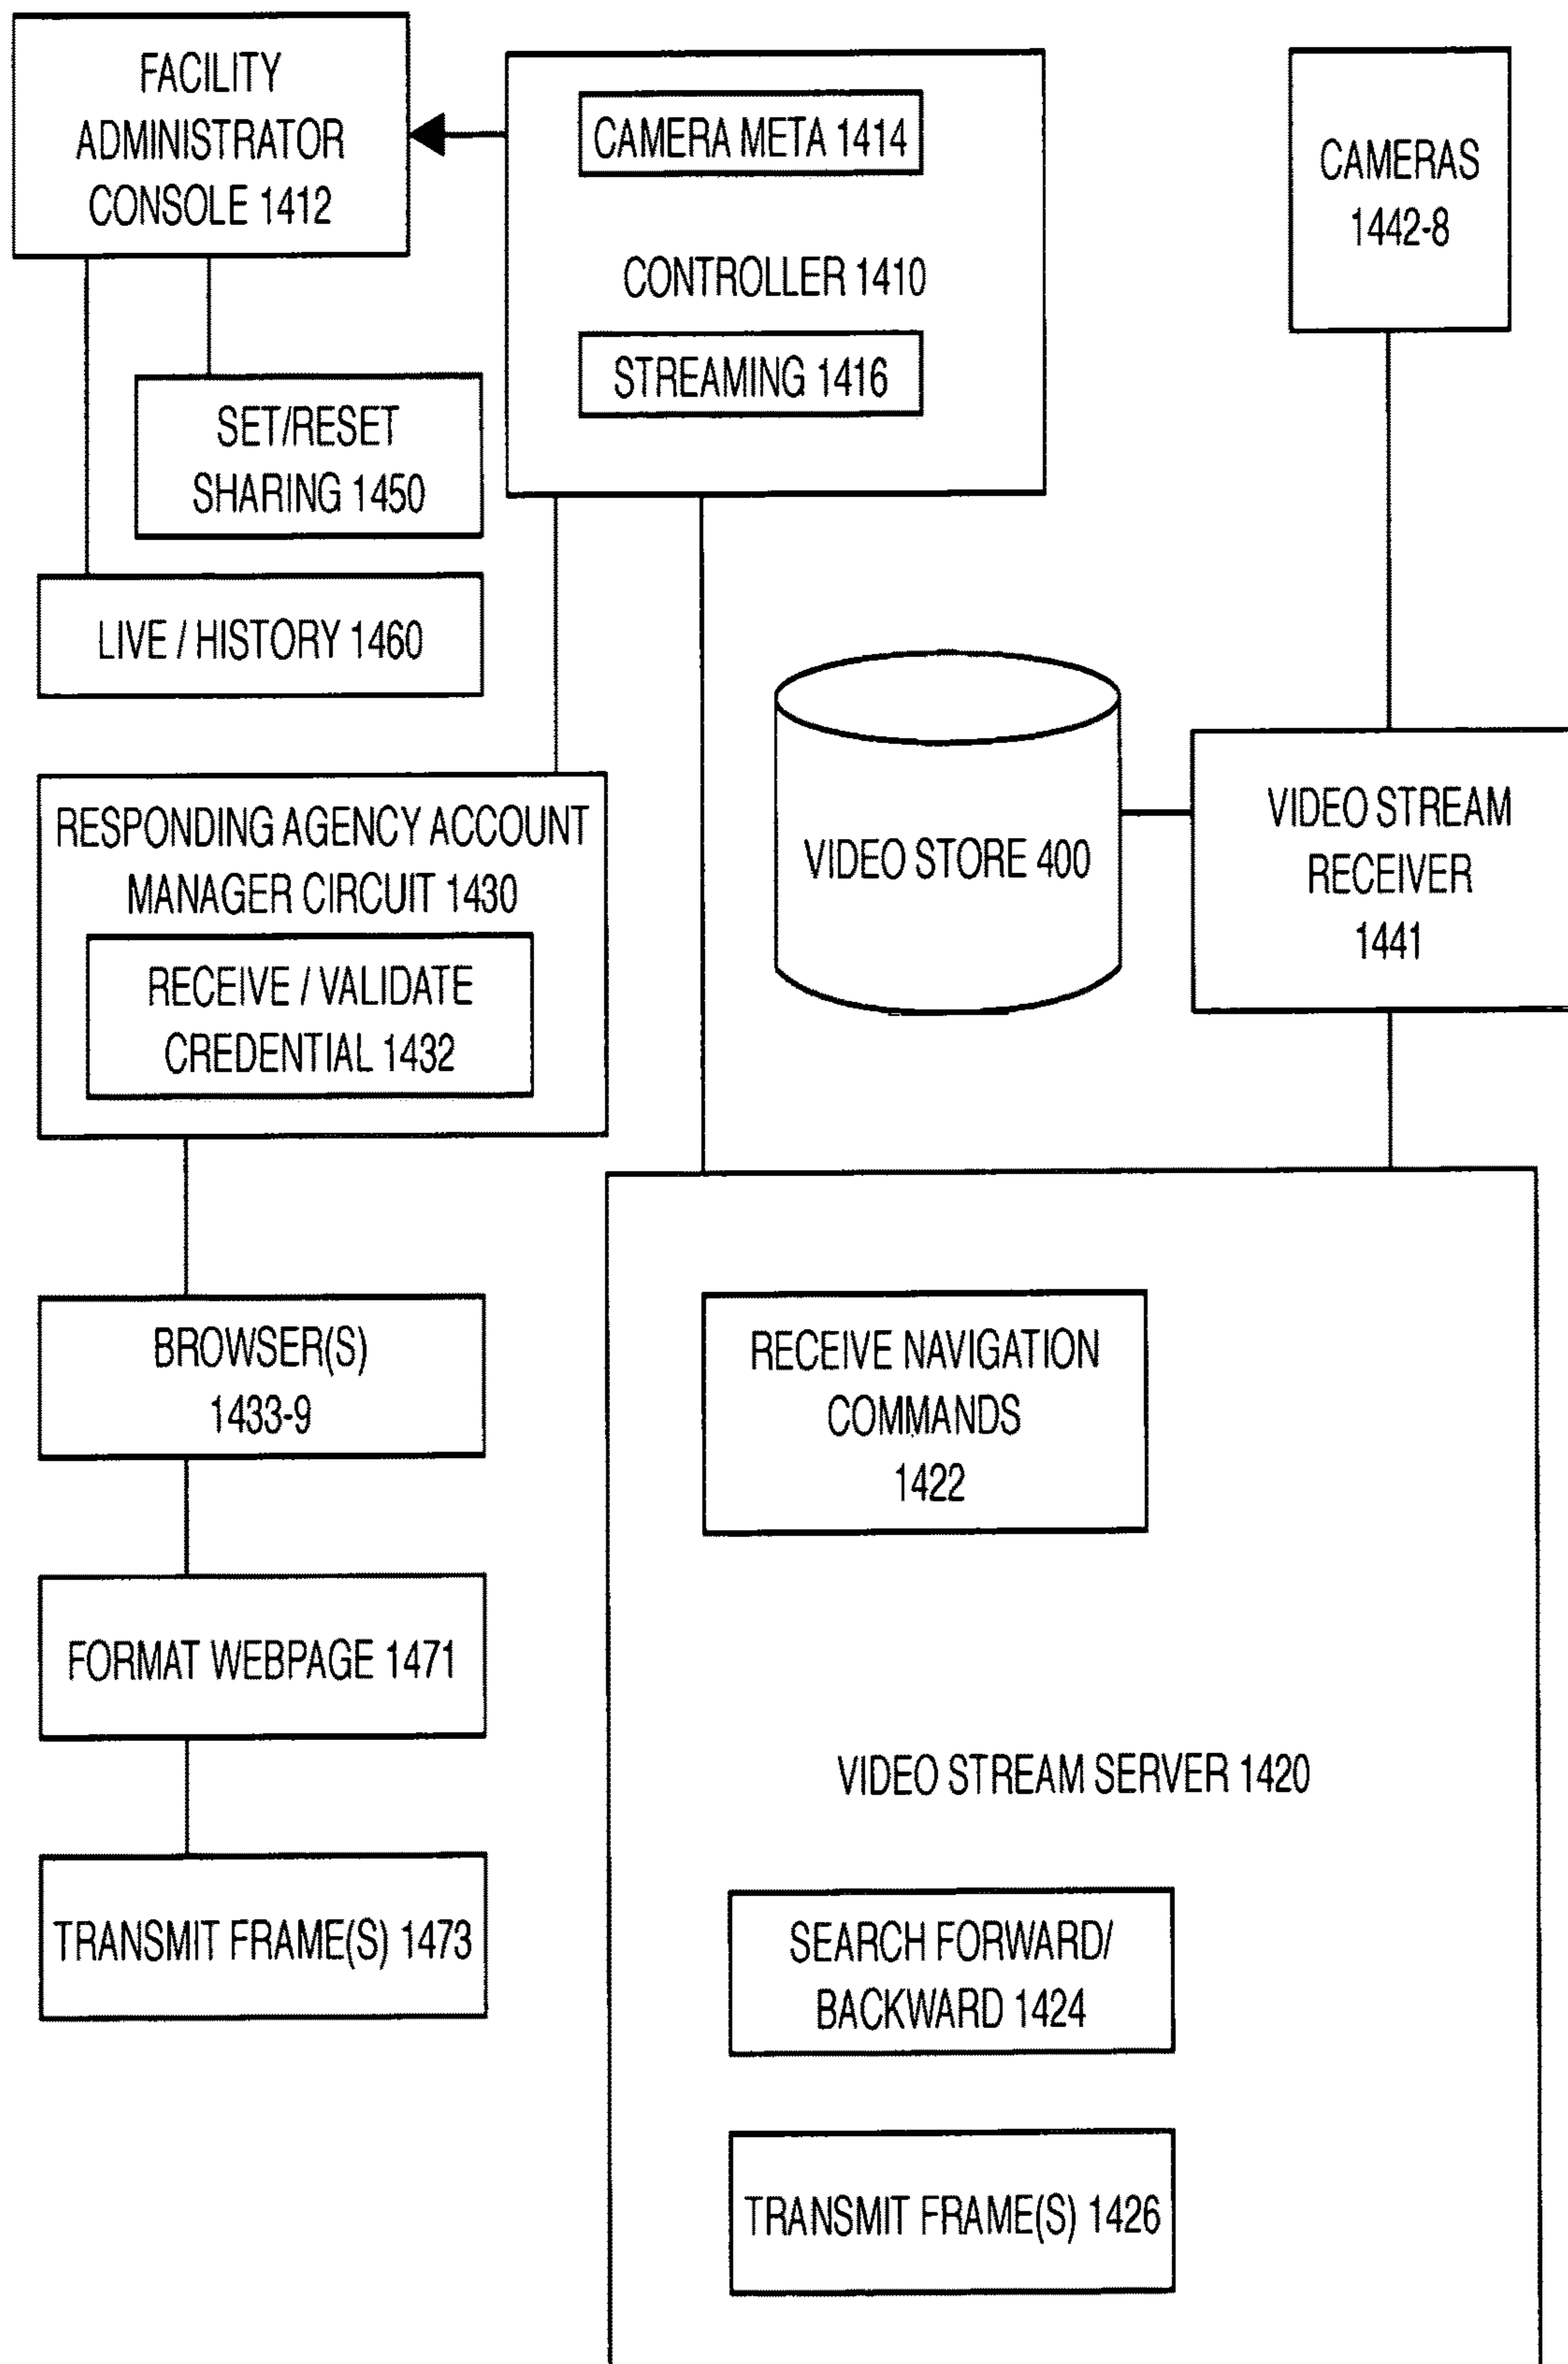 FACILITY
ADMINISTRATOR
CONSOLE 1412
CAMERA META 1414
CONTROLLER 1410
STREAMING 1416
CAMERAS
1442-8
SET/RESET
SHARING 1450
LIVE / HISTORY 1460
RESPONDING AGENCY ACCOUNT
MANAGER CIRCUIT 1430
RECEIVE / VALIDATE
CREDENTIAL 1432
VIDEO STORE 400
VIDEO STREAM
RECEIVER
1441
BROWSER(S)
1433-9
FORMAT WEBPAGE 1471
TRANSMIT FRAME(S) 1473
RECEIVE NAVIGATION
COMMANDS
1422
VIDEO STREAM SERVER 1420
SEARCH FORWARD/
BACKWARD 1424
TRANSMIT FRAME(S) 1426